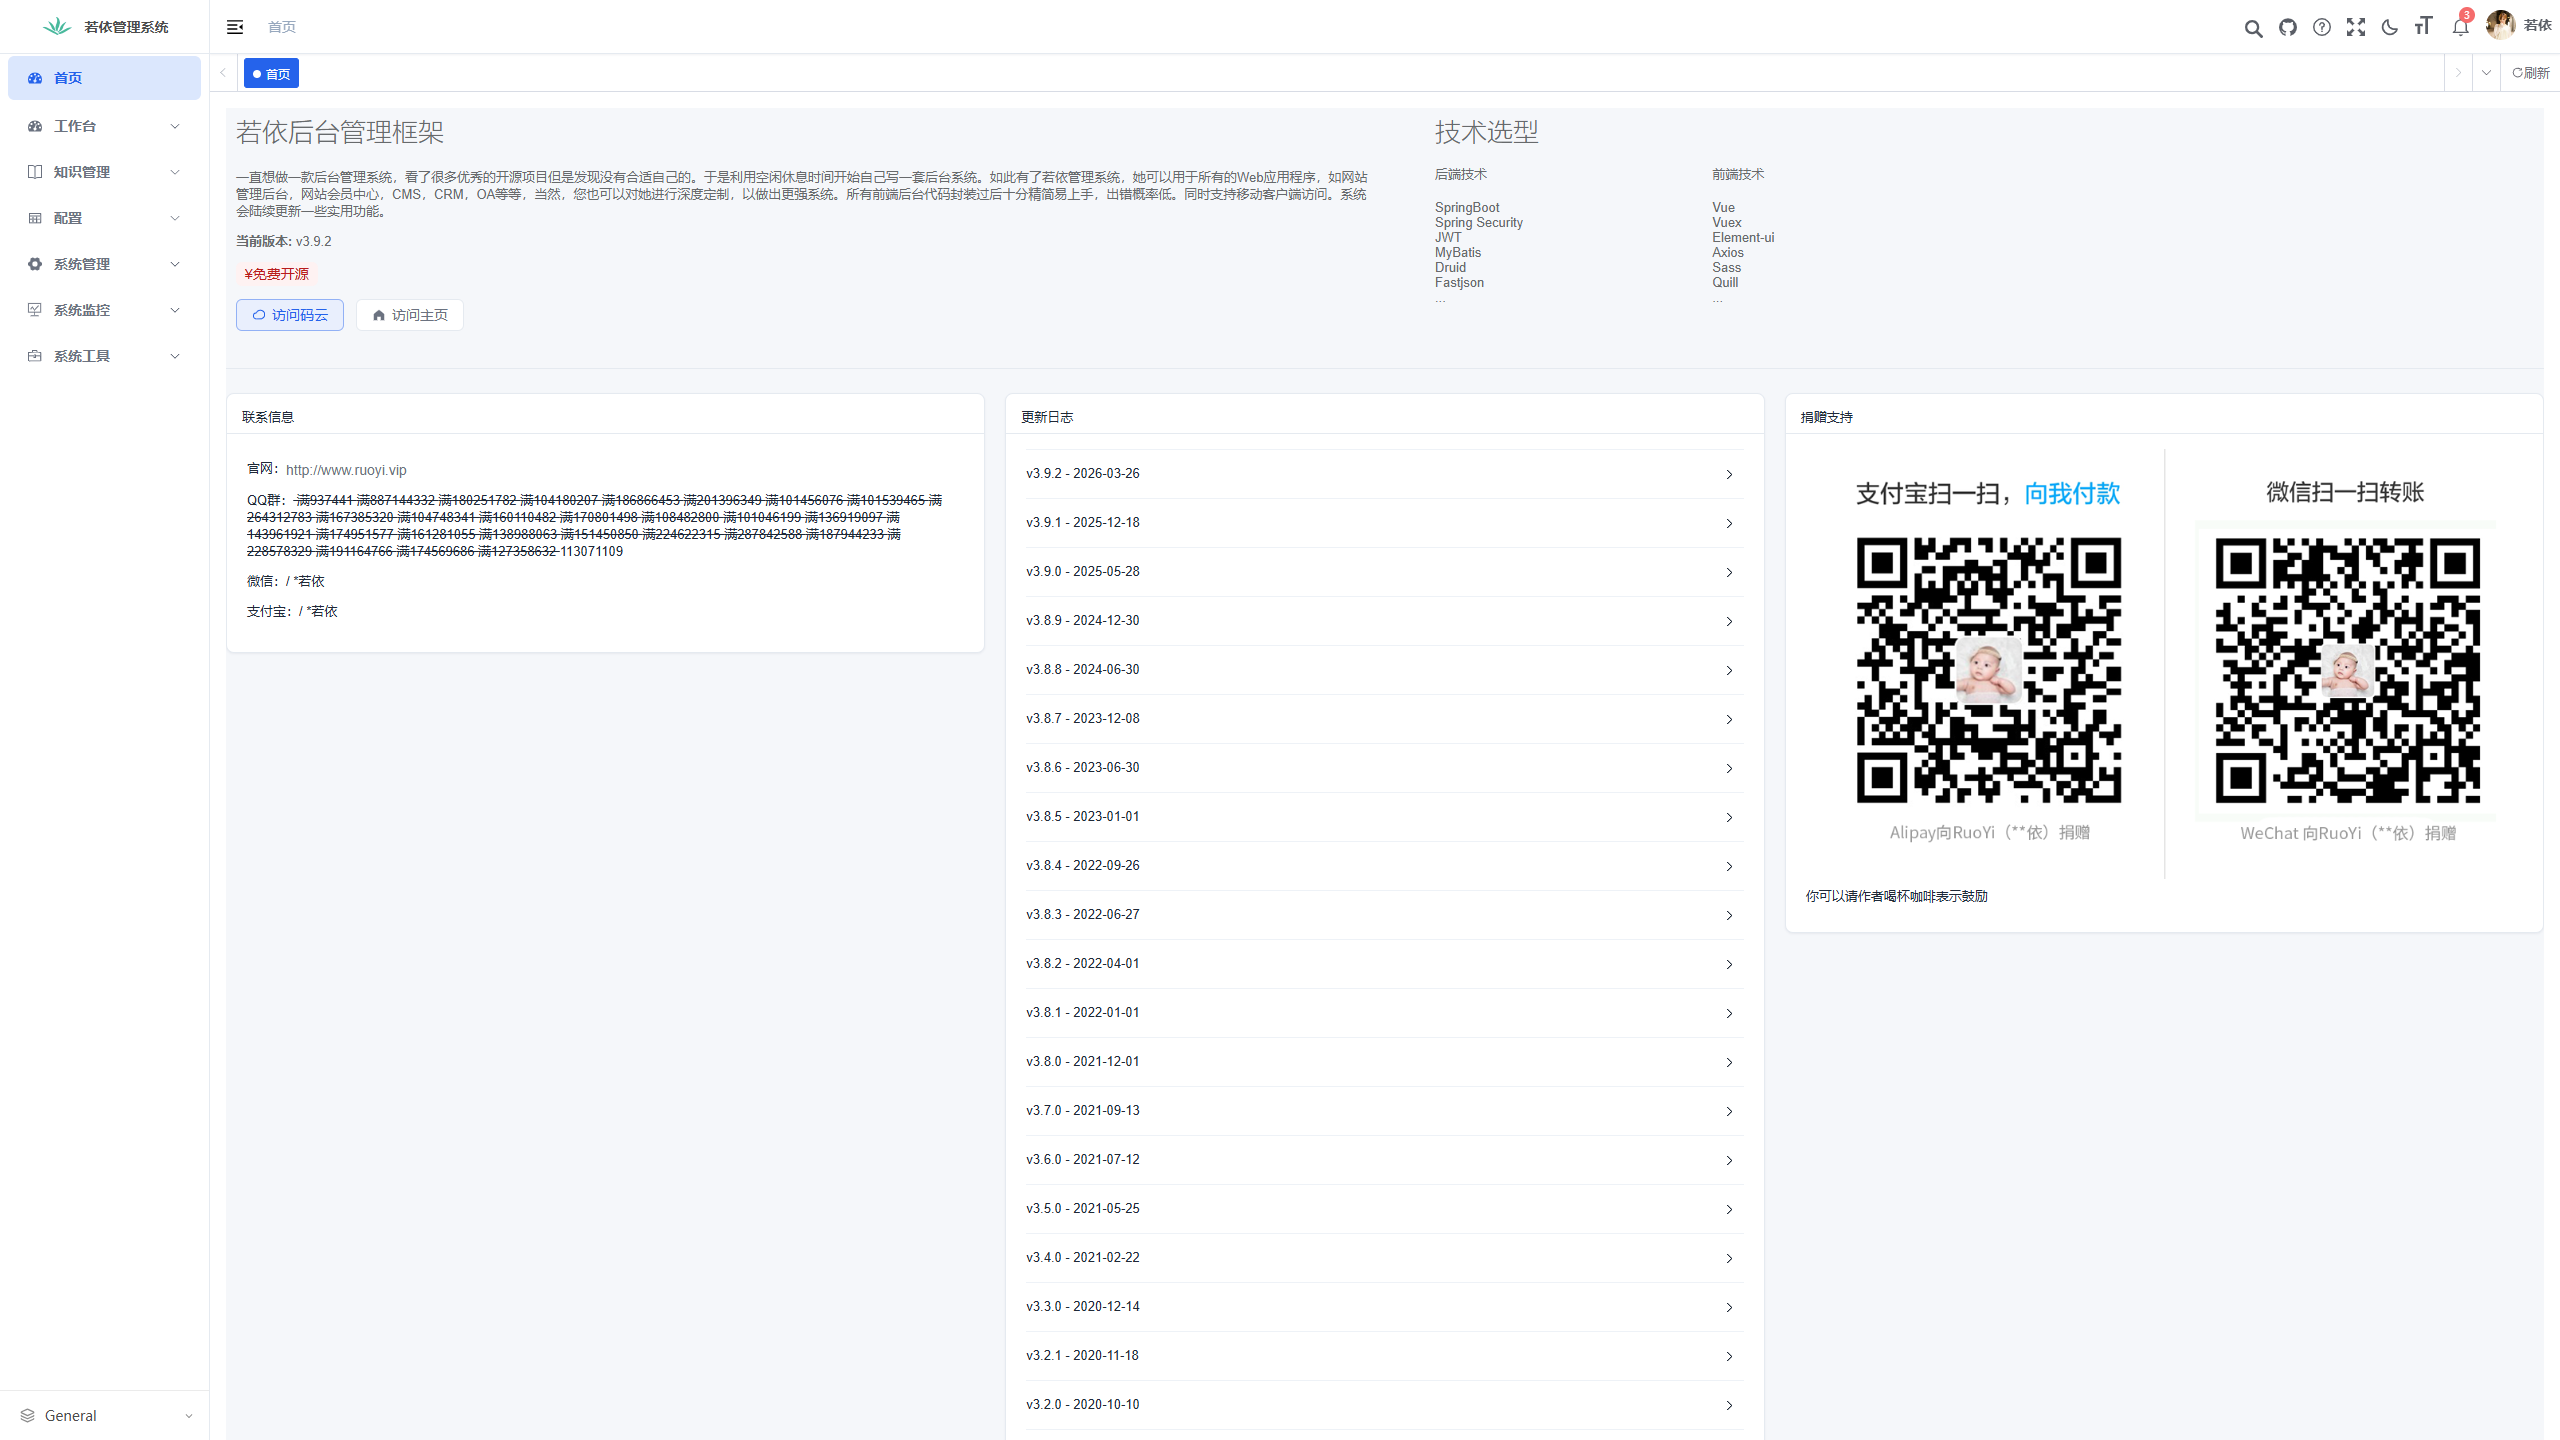 若依管理系统
首页
3
若依
首页
刷新
首页
工作台
知识管理
配置
系统管理
系统监控
系统工具
General
若依后台管理框架
一直想做一款后台管理系统，看了很多优秀的开源项目但是发现没有合适自己的。于是利用空闲休息时间开始自己写一套后台系统。如此有了若依管理系统，她可以用于所有的Web应用程序，如网站
管理后台，网站会员中心，CMS，CRM，OA等等，当然，您也可以对她进行深度定制，以做出更强系统。所有前端后台代码封装过后十分精简易上手，出错概率低。同时支持移动客户端访问。系统
会陆续更新一些实用功能。
当前版本: v3.9.2
¥免费开源
访问码云
访问主页
技术选型
后端技术
SpringBoot
Spring Security
JWT
MyBatis
Druid
Fastjson
...
前端技术
Vue
Vuex
Element-ui
Axios
Sass
Quill
...
联系信息
官网：http://www.ruoyi.vip
QQ群： 满937441 满887144332 满180251782 满104180207 满186866453 满201396349 满101456076 满101539465 满
264312783 满167385320 满104748341 满160110482 满170801498 满108482800 满101046199 满136919097 满
143961921 满174951577 满161281055 满138988063 满151450850 满224622315 满287842588 满187944233 满
228578329 满191164766 满174569686 满127358632 113071109
微信：/ *若依
支付宝：/ *若依
更新日志
v3.9.2 - 2026-03-26
v3.9.1 - 2025-12-18
v3.9.0 - 2025-05-28
v3.8.9 - 2024-12-30
v3.8.8 - 2024-06-30
v3.8.7 - 2023-12-08
v3.8.6 - 2023-06-30
v3.8.5 - 2023-01-01
v3.8.4 - 2022-09-26
v3.8.3 - 2022-06-27
v3.8.2 - 2022-04-01
v3.8.1 - 2022-01-01
v3.8.0 - 2021-12-01
v3.7.0 - 2021-09-13
v3.6.0 - 2021-07-12
v3.5.0 - 2021-05-25
v3.4.0 - 2021-02-22
v3.3.0 - 2020-12-14
v3.2.1 - 2020-11-18
v3.2.0 - 2020-10-10
捐赠支持
支付宝扫一扫，向我付款
Alipay向RuoYi（**依）捐赠
微信扫一扫转账
WeChat 向RuoYi（**依）捐赠
你可以请作者喝杯咖啡表示鼓励